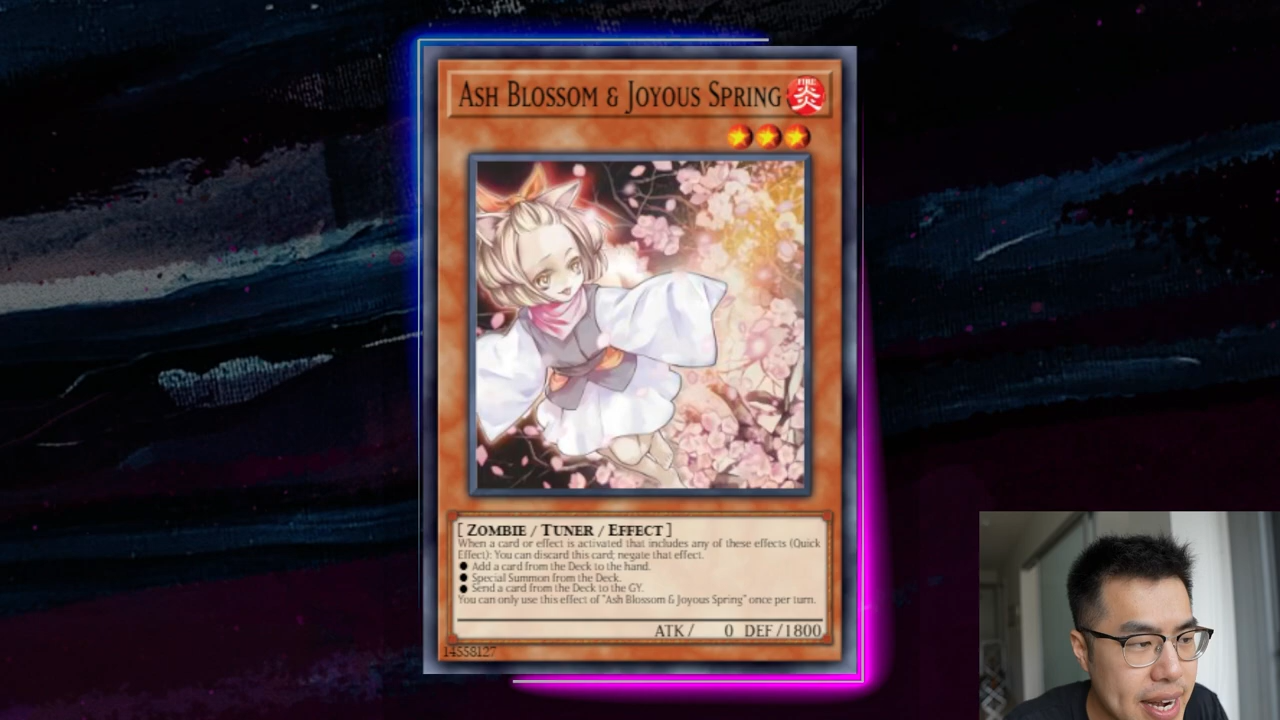 ASH BLOSSOM & JOYOUS SPRING
FIRE
炎
[ ZOMBIE / TUNER / EFFECT ]
When a card or effect is activated that includes any of these effects (Quick
Effect): You can discard this card; negate that effect.
● Add a card from the Deck to the hand.
● Special Summon from the Deck.
● Send a card from the Deck to the GY.
You can only use this effect of "Ash Blossom & Joyous Spring" once per turn.
ATK / 0 DEF / 1800
14558127